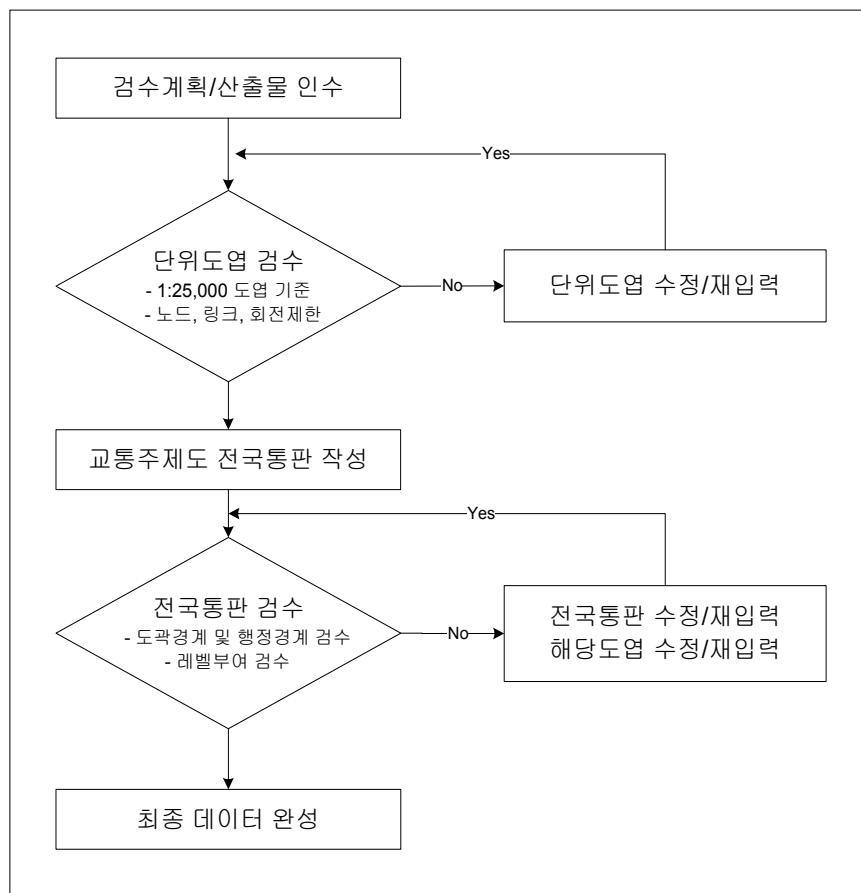 검수계획/산출물 인수
Yes
단위도엽 검수
- 1:25,000 도엽 기준
- 노드, 링크, 회전제한
No
단위도엽 수정/재입력
교통주제도 전국통판 작성
Yes
전국통판 검수
- 도곽경계 및 행정경계 검수
- 레벨부여 검수
No
전국통판 수정/재입력
해당도엽 수정/재입력
최종 데이터 완성